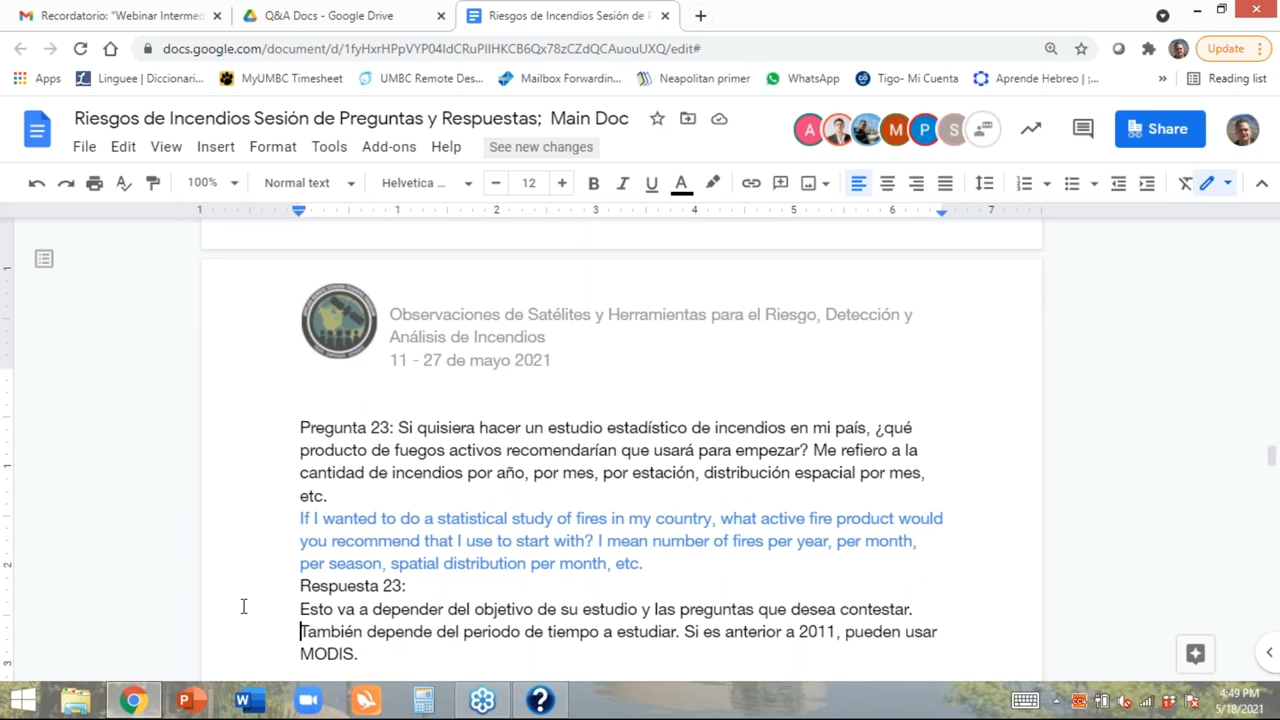 Recordatorio: "Webinar Intermed
Q&A Docs - Google Drive
Riesgos de Incendios Sesión de P
docs.google.com/document/d/1fyHxrHPpVYP04IdCRuPIIHKCB6Qx78zCZdQCAuouUXQ/edit#
Update
Apps
Linguee | Diccionari...
MyUMBC Timesheet
UMBC Remote Des...
Mailbox Forwardin...
Neapolitan primer
WhatsApp
Tigo- Mi Cuenta
Aprende Hebreo | ¡...
»
Reading list
Riesgos de Incendios Sesión de Preguntas y Respuestas; Main Doc
A M P S
Share
File Edit View Insert Format Tools Add-ons Help See new changes
100% Normal text Helvetica ... 12 B I U A
1 1 2 3 4 5 6 7
Observaciones de Satélites y Herramientas para el Riesgo, Detección y
Análisis de Incendios
11 - 27 de mayo 2021
Pregunta 23: Si quisiera hacer un estudio estadístico de incendios en mi país, ¿qué
producto de fuegos activos recomendarían que usará para empezar? Me refiero a la
cantidad de incendios por año, por mes, por estación, distribución espacial por mes,
etc.
If I wanted to do a statistical study of fires in my country, what active fire product would
you recommend that I use to start with? I mean number of fires per year, per month,
per season, spatial distribution per month, etc.
Respuesta 23:
Esto va a depender del objetivo de su estudio y las preguntas que desea contestar.
También depende del periodo de tiempo a estudiar. Si es anterior a 2011, pueden usar
MODIS.
4:49 PM
5/18/2021